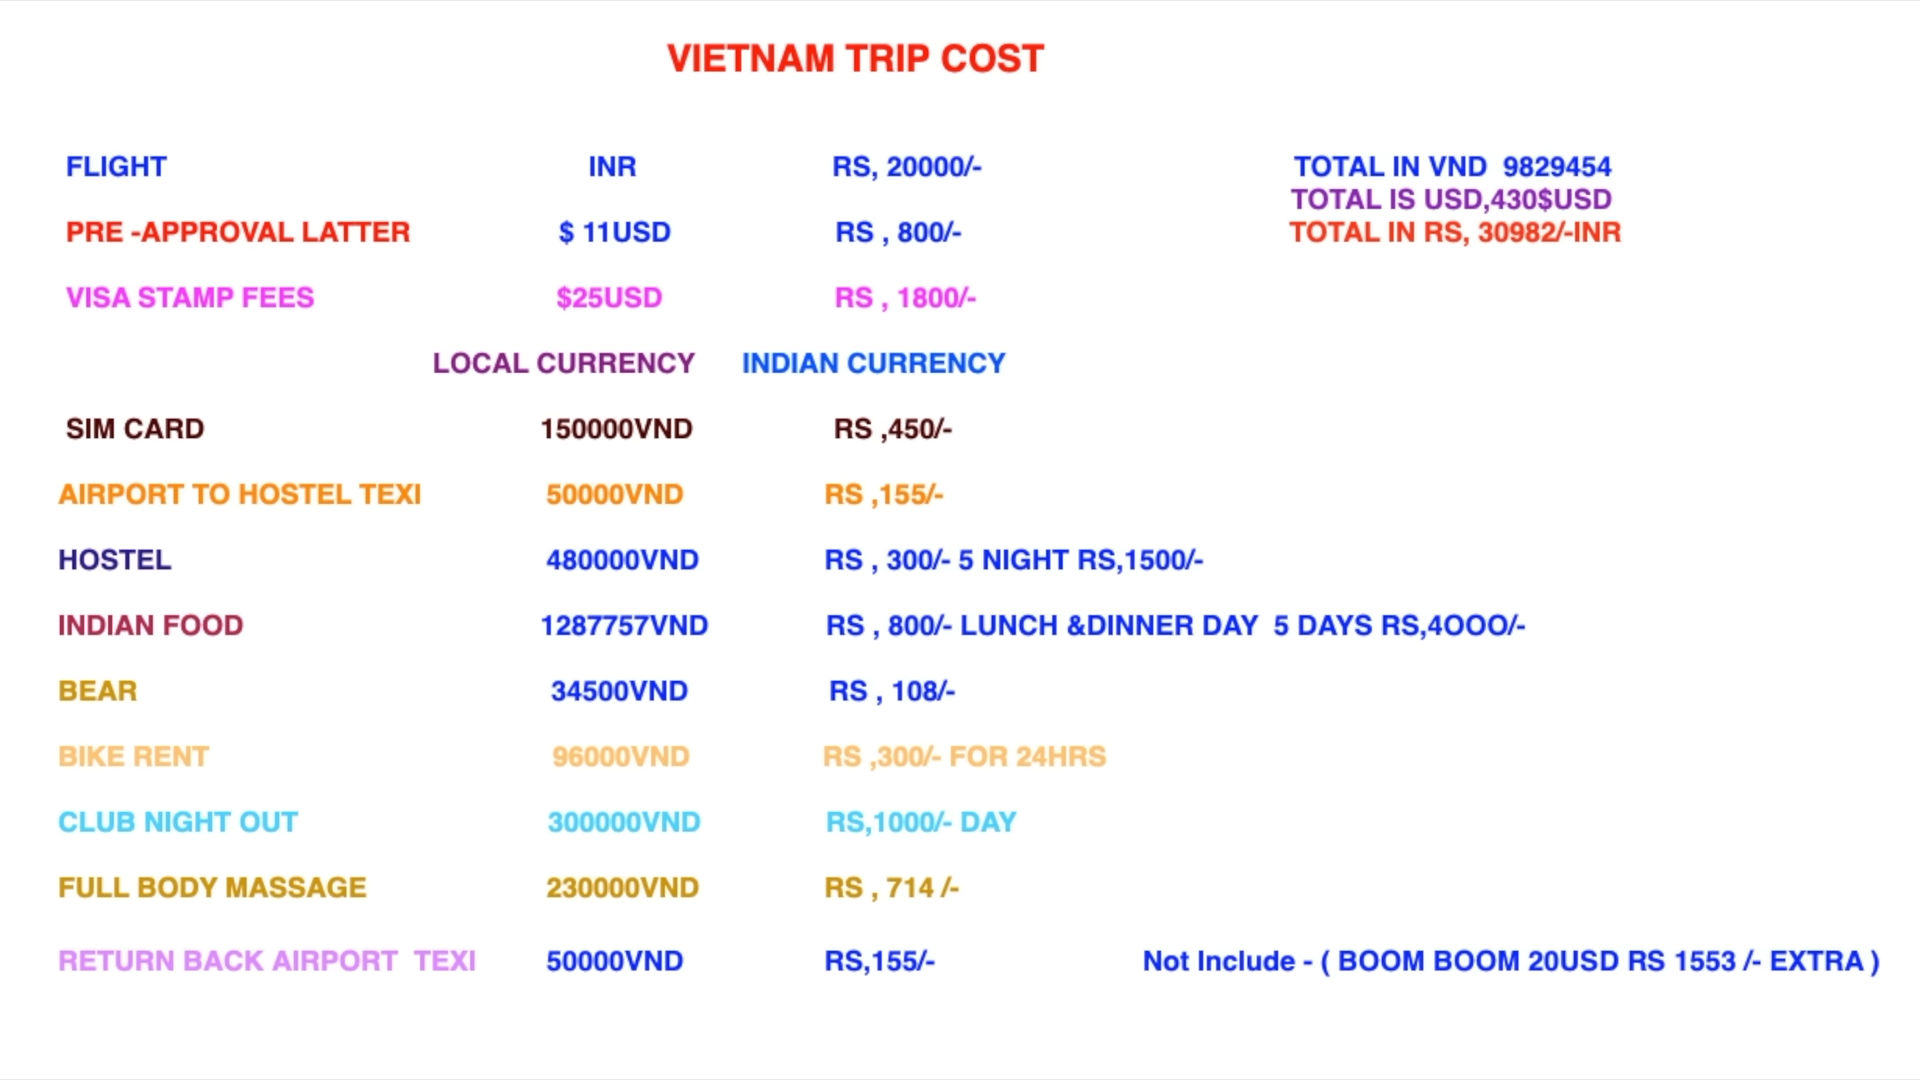 VIETNAM TRIP COST
FLIGHT INR RS, 20000/- TOTAL IN VND 9829454
TOTAL IS USD,430$USD
PRE -APPROVAL LATTER $ 11USD RS , 800/- TOTAL IN RS, 30982/-INR
VISA STAMP FEES $25USD RS , 1800/-
LOCAL CURRENCY INDIAN CURRENCY
SIM CARD 150000VND RS ,450/-
AIRPORT TO HOSTEL TEXI 50000VND RS ,155/-
HOSTEL 480000VND RS , 300/- 5 NIGHT RS,1500/-
INDIAN FOOD 1287757VND RS , 800/- LUNCH &DINNER DAY 5 DAYS RS,4OOO/-
BEAR 34500VND RS , 108/-
BIKE RENT 96000VND RS ,300/- FOR 24HRS
CLUB NIGHT OUT 300000VND RS,1000/- DAY
FULL BODY MASSAGE 230000VND RS , 714 /-
RETURN BACK AIRPORT TEXI 50000VND RS,155/- Not Include - ( BOOM BOOM 20USD RS 1553 /- EXTRA )